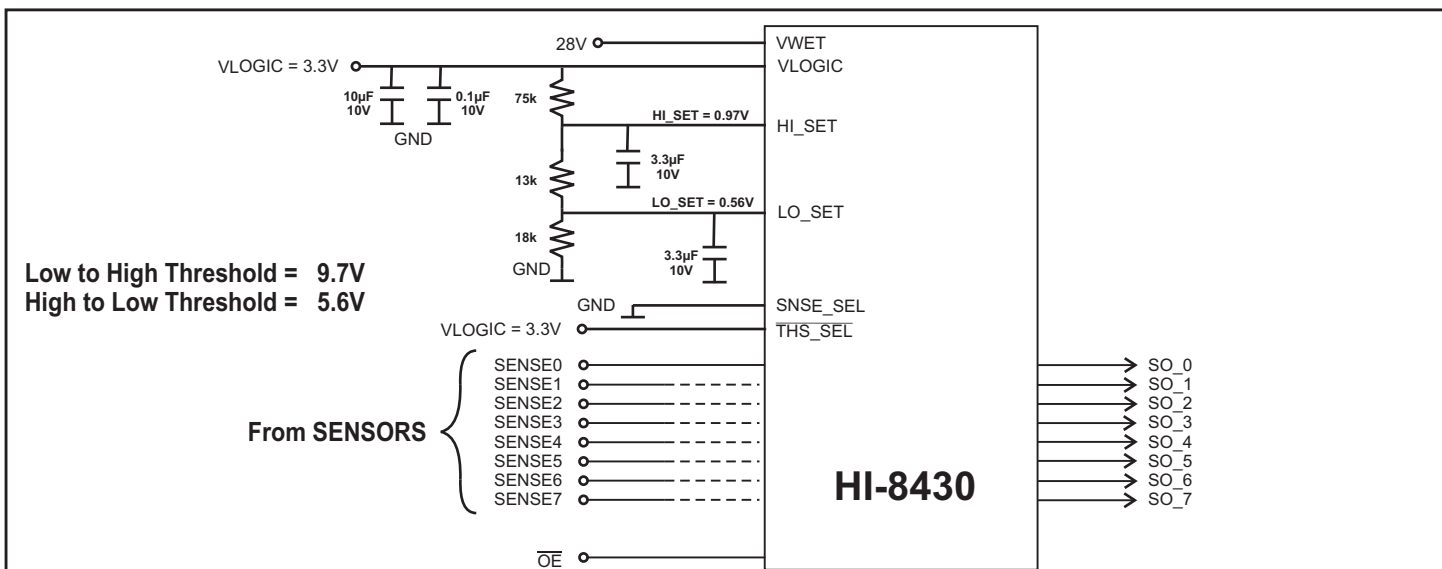 28V
VWET
VLOGIC = 3.3V
VLOGIC
10µF
10V
0.1µF
10V
75k
GND
HI_SET = 0.97V
HI_SET
3.3µF
10V
13k
LO_SET = 0.56V
LO_SET
18k
3.3µF
10V
GND
Low to High Threshold = 9.7V
High to Low Threshold = 5.6V
GND
SNSE_SEL
VLOGIC = 3.3V
THS_SEL
SENSE0
SENSE1
SENSE2
SENSE3
SENSE4
SENSE5
SENSE6
SENSE7
From SENSORS
HI-8430
SO_0
SO_1
SO_2
SO_3
SO_4
SO_5
SO_6
SO_7
OE